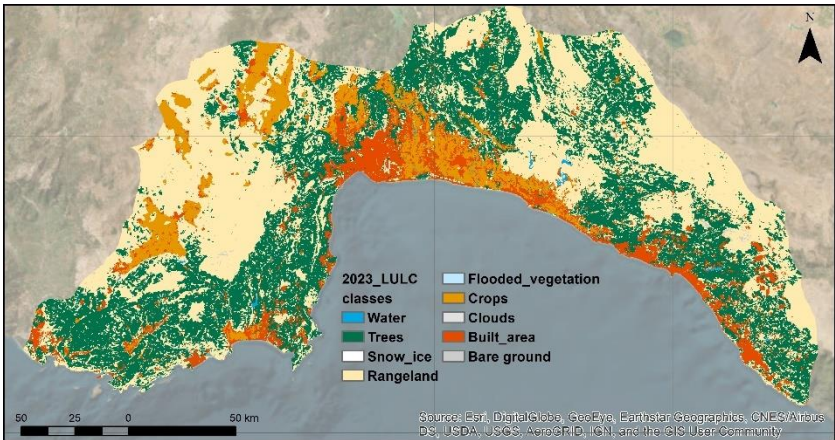 N
2023_LULC
classes
Water
Trees
Snow_ice
Rangeland
Flooded_vegetation
Crops
Clouds
Built_area
Bare ground
50 25 0 50 km
Source: Esri, DigitalGlobe, GeoEye, Earthstar Geographics, CNES/Airbus
DS, USDA, USGS, AeroGRID, IGN, and the GIS User Community